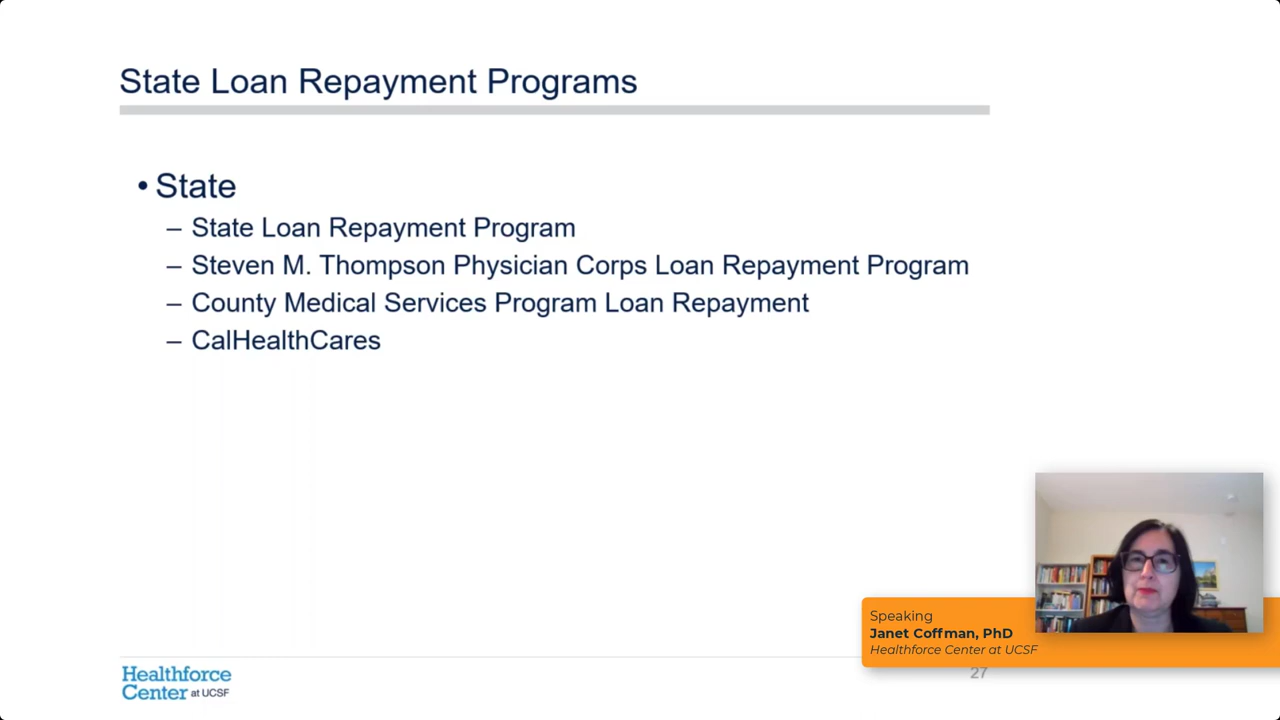 State Loan Repayment Programs
• State
– State Loan Repayment Program
– Steven M. Thompson Physician Corps Loan Repayment Program
– County Medical Services Program Loan Repayment
– CalHealthCares
Speaking
Janet Coffman, PhD
Healthforce Center at UCSF
Healthforce
Center at UCSF
27